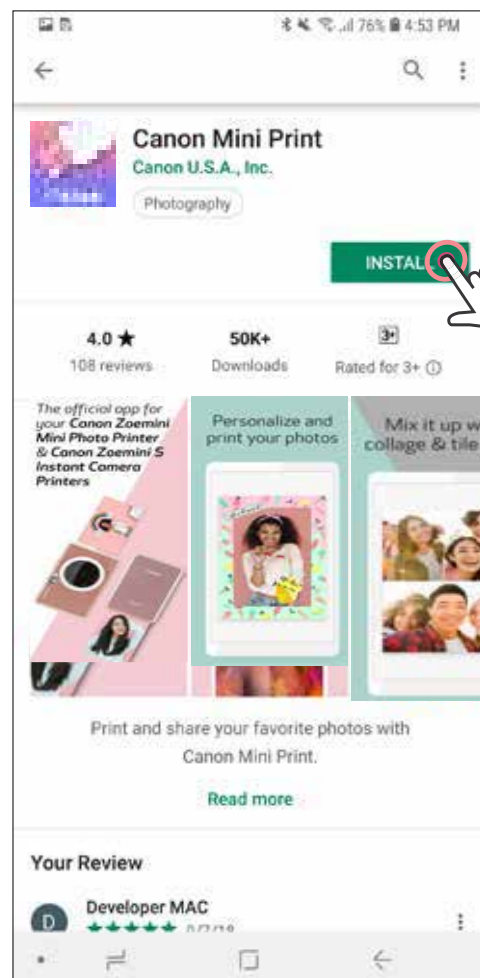 76% 4:53 PM
Canon Mini Print
Canon U.S.A., Inc.
Photography
INSTAL
4.0 ★ 50K+ 3+
108 reviews Downloads Rated for 3+
The official app for
your Canon Zoemini
Mini Photo Printer
& Canon Zoemini S
Instant Camera
Printers
Personalize and
print your photos
Mix it up w
collage & tile
Print and share your favorite photos with
Canon Mini Print.
Read more
Your Review
D
Developer MAC
★★★★★